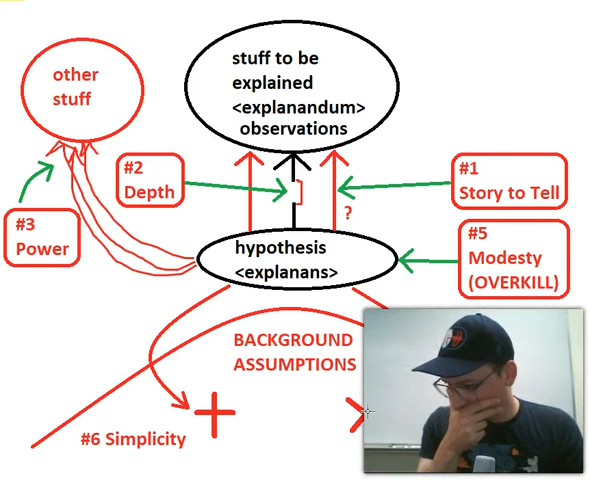 other
stuff
stuff to be
explained
<explanandum>
observations
#2
Depth
#1
Story to Tell
#3
Power
?
hypothesis
<explanans>
#5
Modesty
(OVERKILL)
BACKGROUND
ASSUMPTIONS
#6 Simplicity